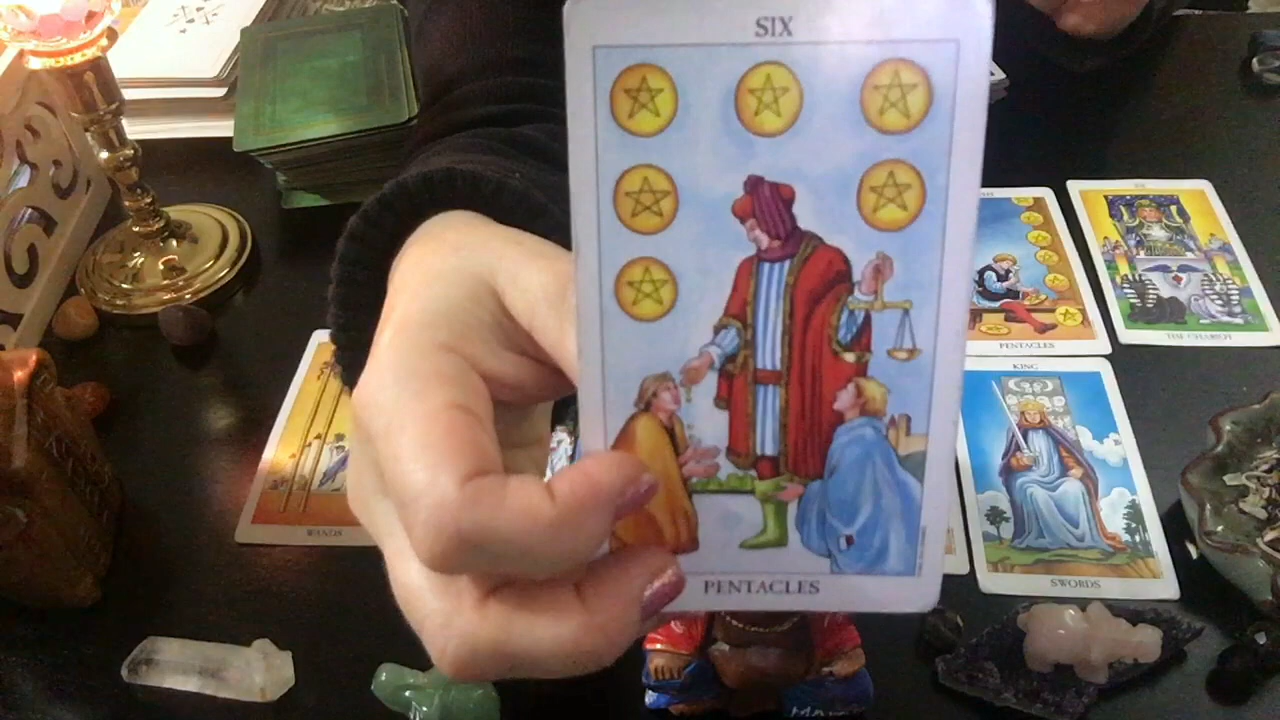 SIX
PENTACLES
PENTACLES
THE CHARIOT
KING
SWORDS
WANDS